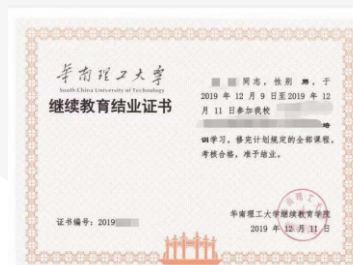 华南理工大学
South China University of Technology
继续教育结业证书
同志，性别 ，于
2019 年 12 月 9 日至 2019 年 12
月 11 日参加我校
培
训学习，修完计划规定的全部课程，
考核合格，准予结业。
证书编号：2019
华南理工大学继续教育学院
2019 年 12 月 11 日